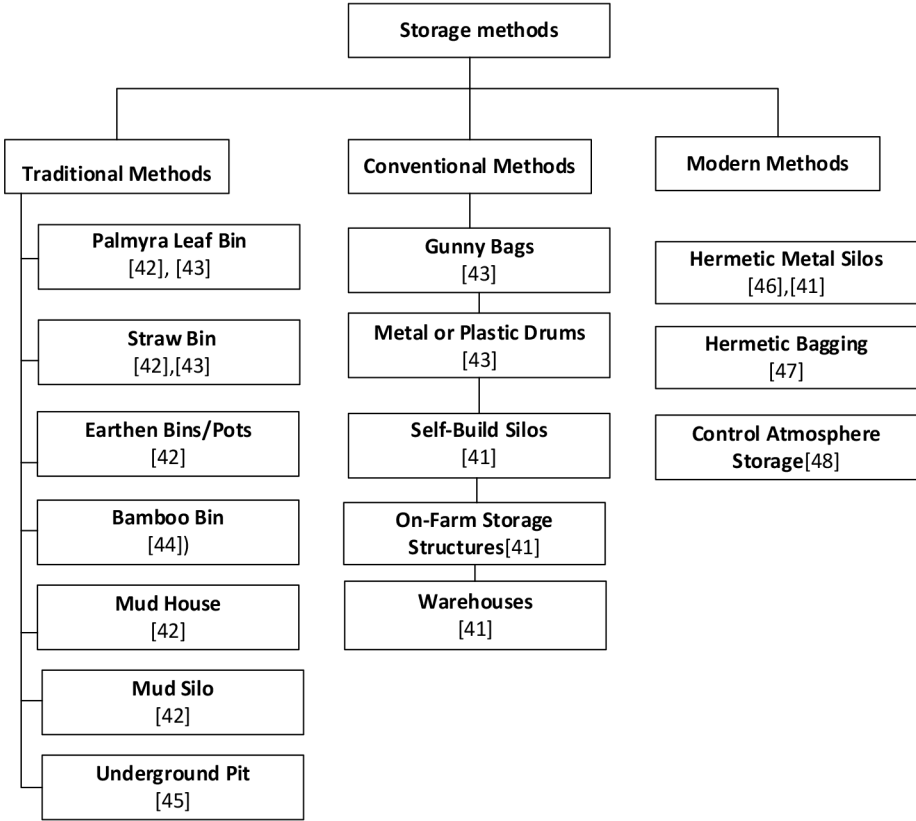 Storage methods
Traditional Methods
Palmyra Leaf Bin
[42], [43]
Straw Bin
[42],[43]
Earthen Bins/Pots
[42]
Bamboo Bin
[44])
Mud House
[42]
Mud Silo
[42]
Underground Pit
[45]
Conventional Methods
Gunny Bags
[43]
Metal or Plastic Drums
[43]
Self-Build Silos
[41]
On-Farm Storage
Structures[41]
Warehouses
[41]
Modern Methods
Hermetic Metal Silos
[46],[41]
Hermetic Bagging
[47]
Control Atmosphere
Storage[48]